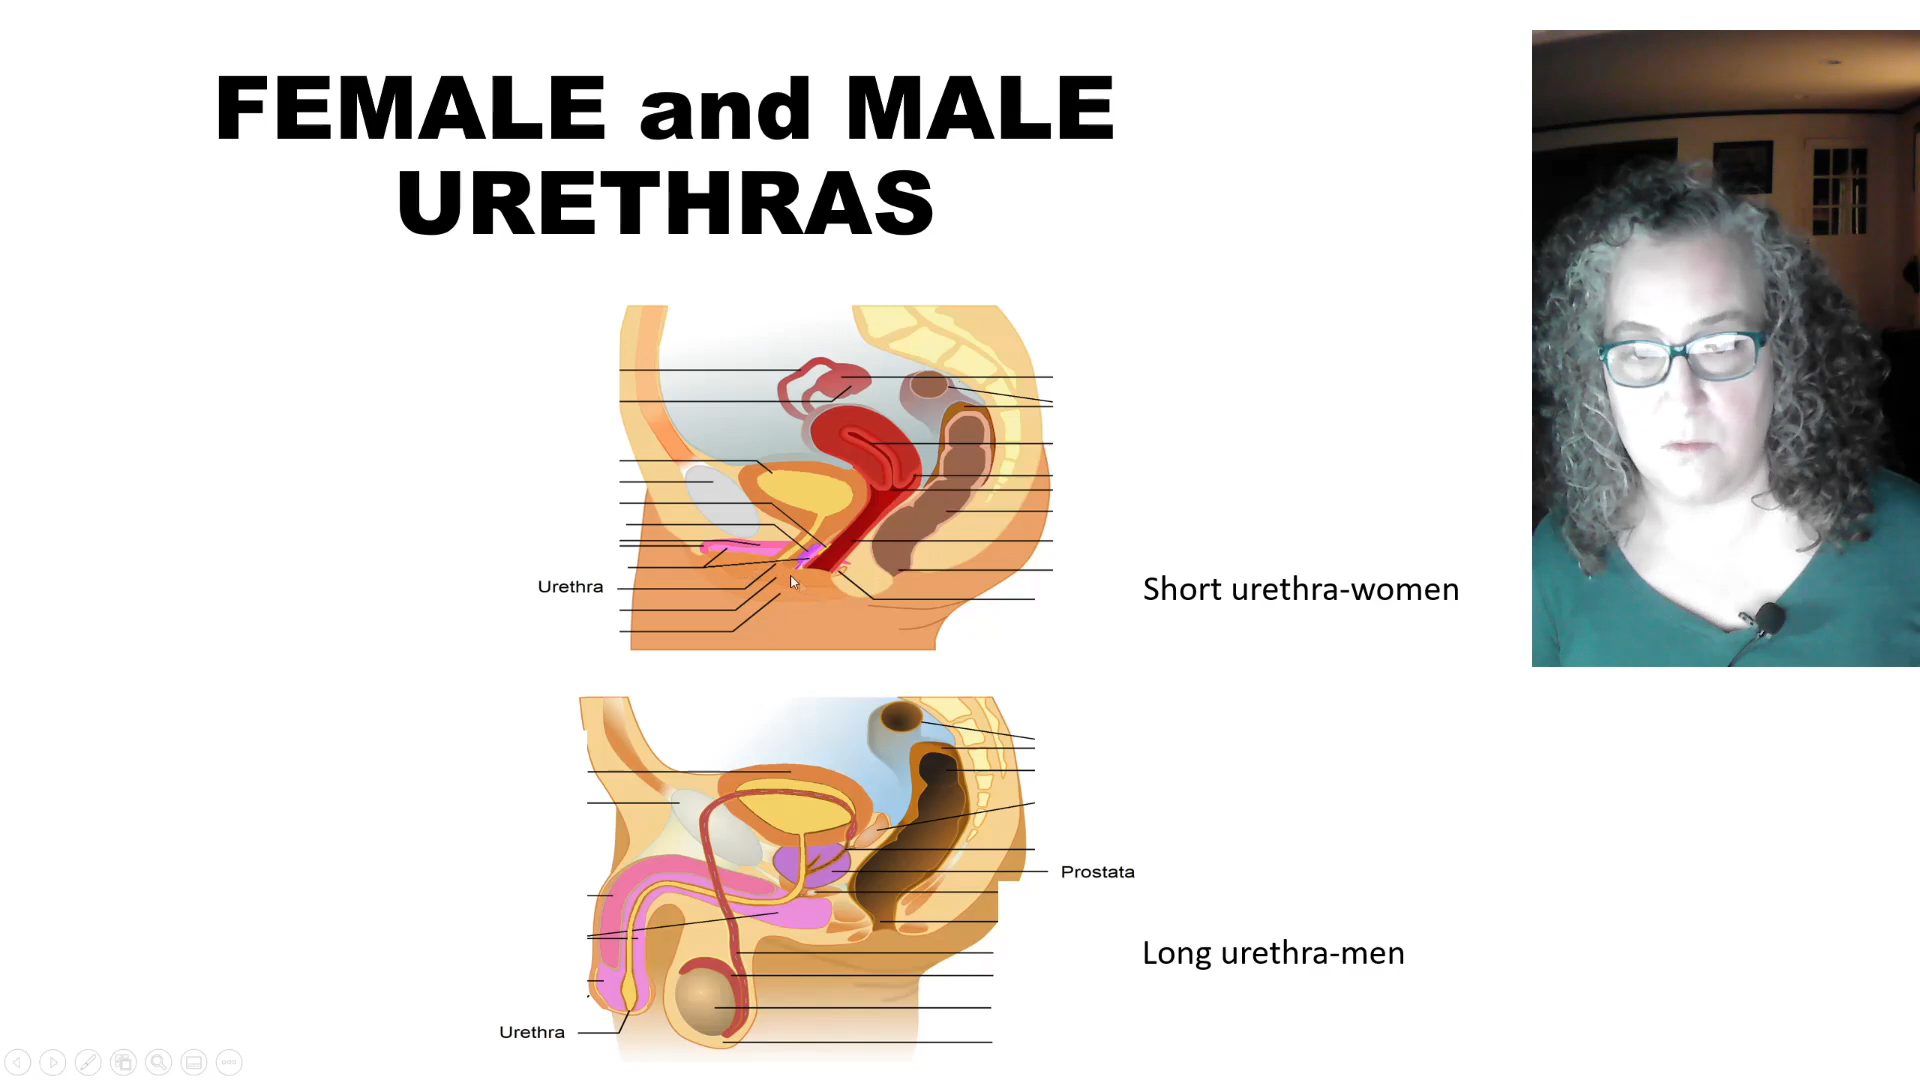 FEMALE and MALE
URETHRAS
Urethra
Short urethra-women
Prostata
Long urethra-men
Urethra